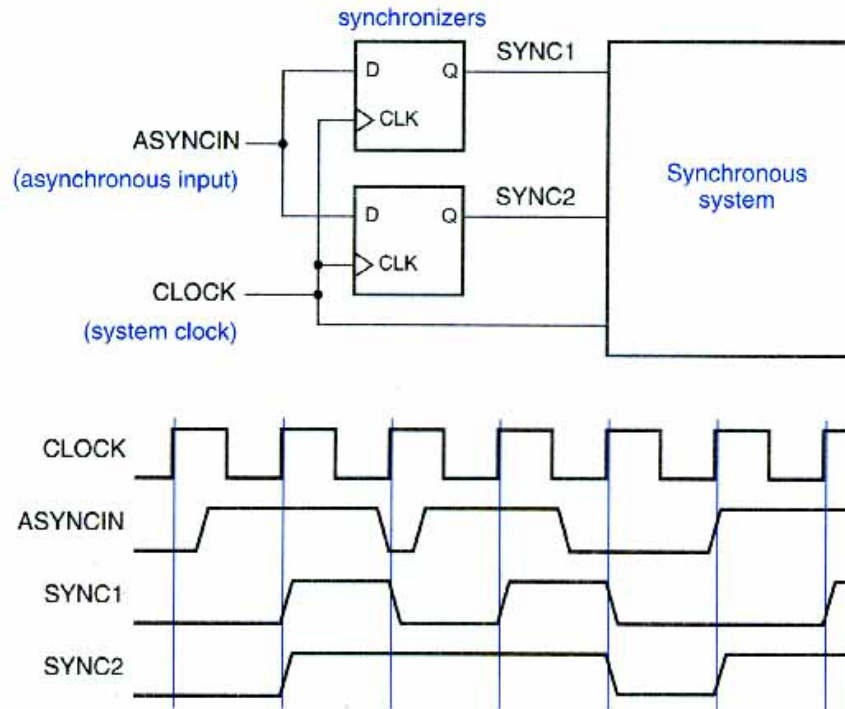 synchronizers
SYNC1
D
Q
CLK
ASYNCIN
(asynchronous input)
Synchronous
system
SYNC2
D
Q
CLK
CLOCK
(system clock)
CLOCK
ASYNCIN
SYNC1
SYNC2